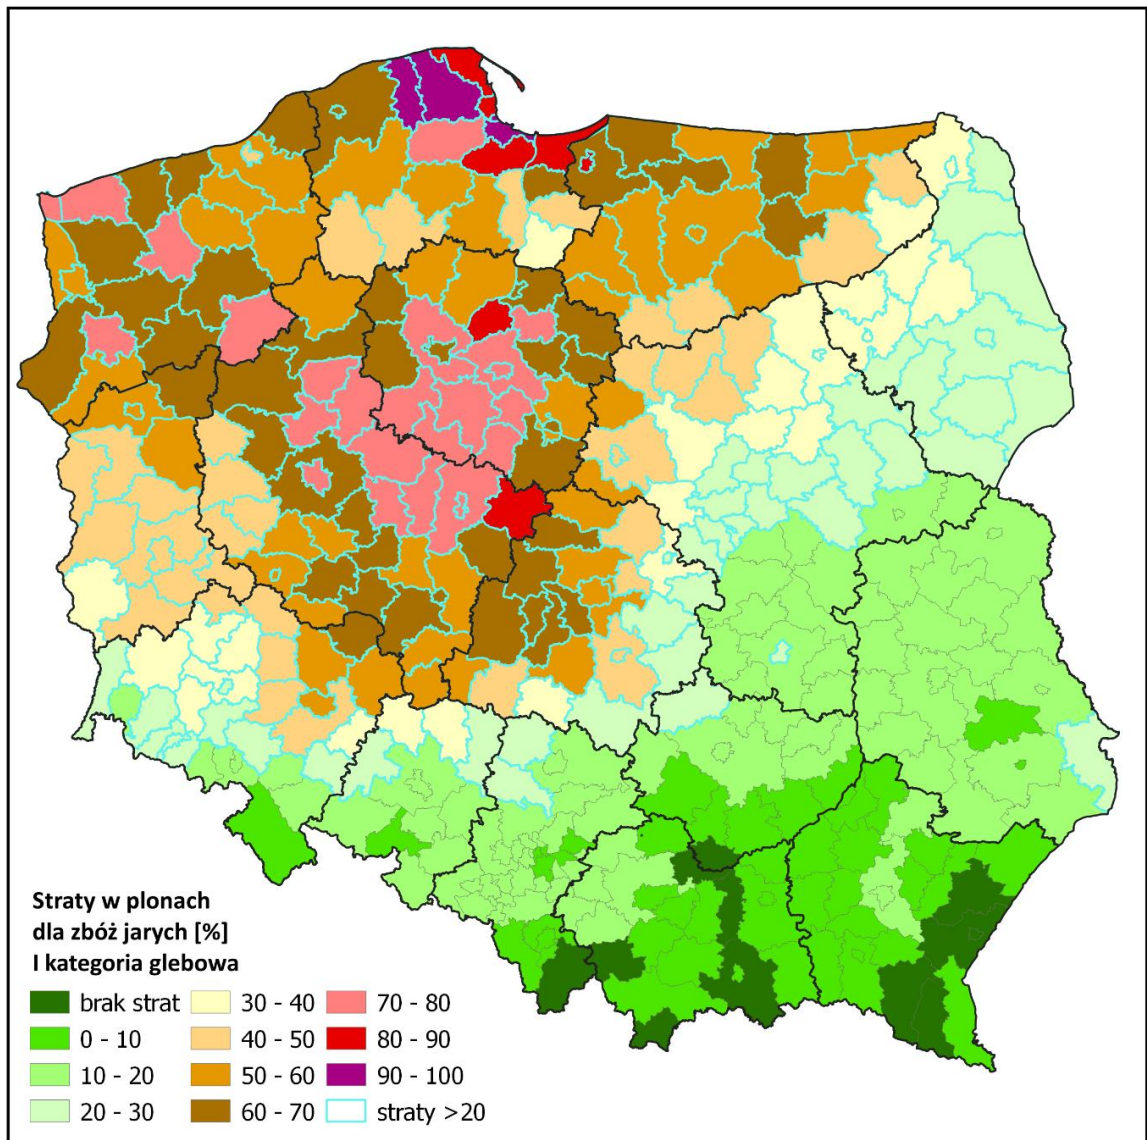 Straty w plonach
dla zbóż jarych [%]
I kategoria glebowa
brak strat
0 - 10
10 - 20
20 - 30
30 - 40
40 - 50
50 - 60
60 - 70
70 - 80
80 - 90
90 - 100
straty >20